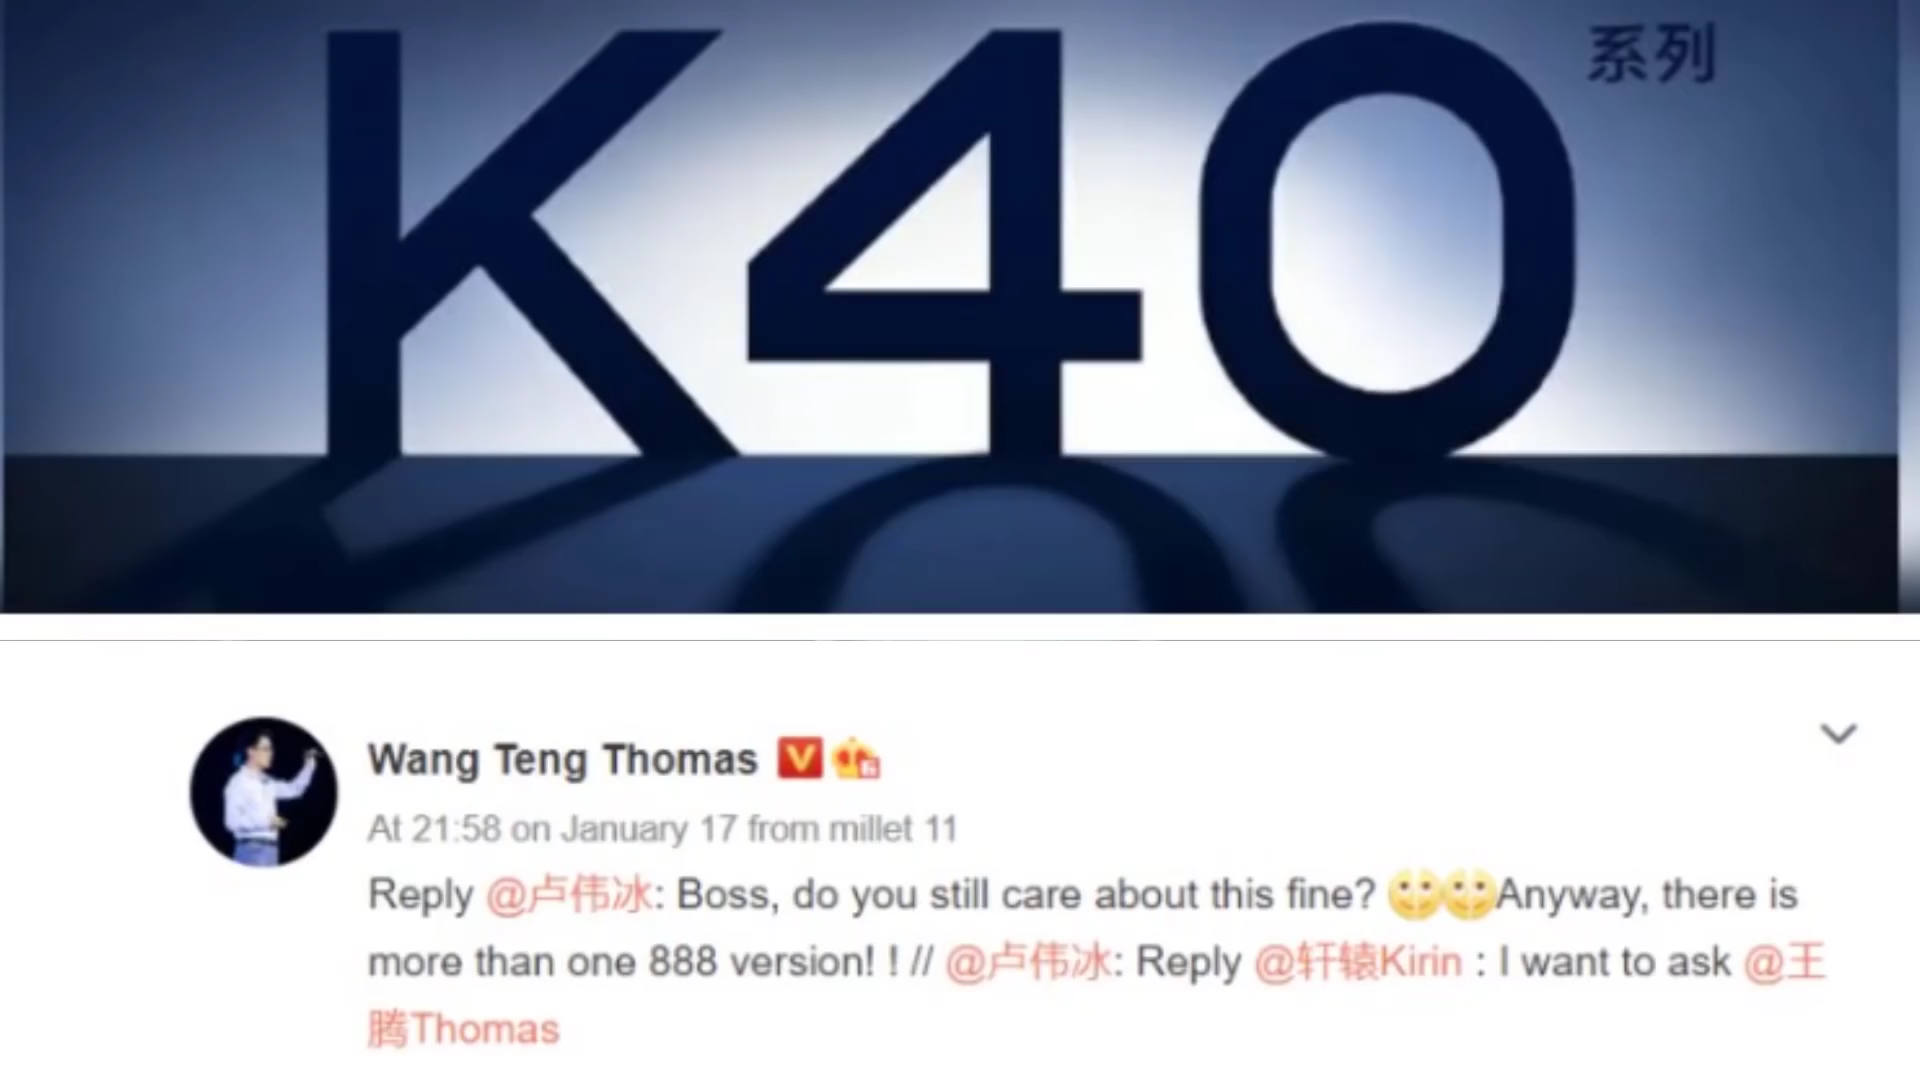 K40 系列
Wang Teng Thomas
At 21:58 on January 17 from millet 11
Reply @卢伟冰: Boss, do you still care about this fine? Anyway, there is
more than one 888 version! ! // @卢伟冰: Reply @轩辕Kirin : I want to ask @王
腾Thomas